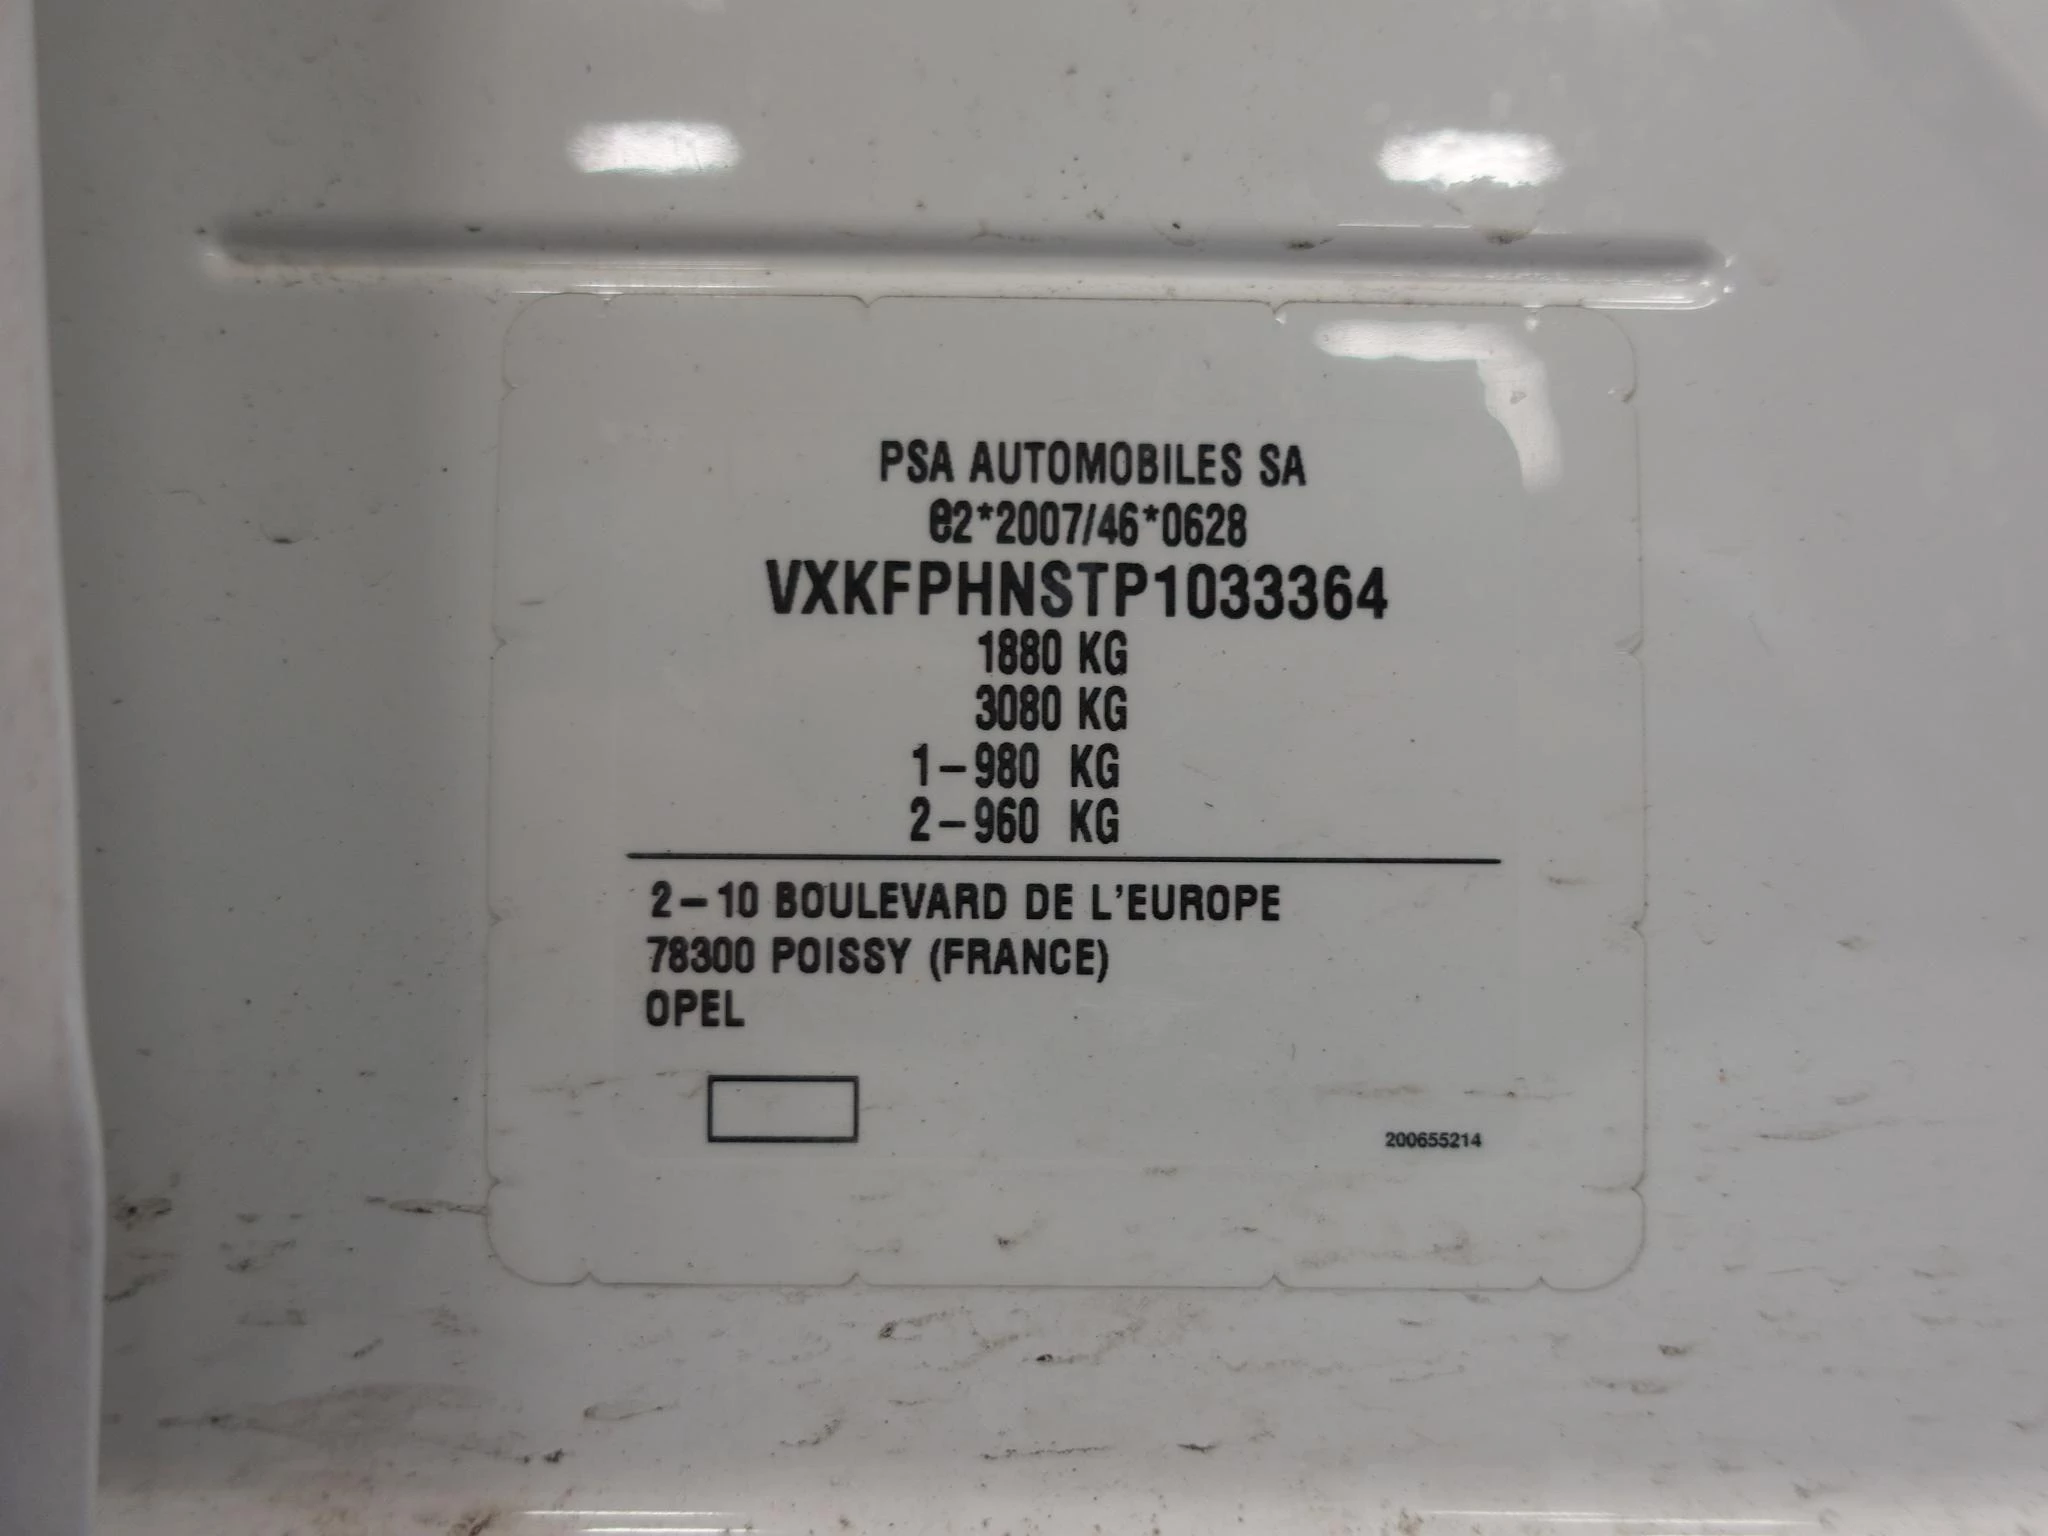 PSA AUTOMOBILES SA
e2*2007/46*0628
VXKFPHNSTP1033364
1880 KG
3080 KG
1-980 KG
2-960 KG
2-10 BOULEVARD DE L'EUROPE
78300 POISSY (FRANCE)
OPEL
200655214